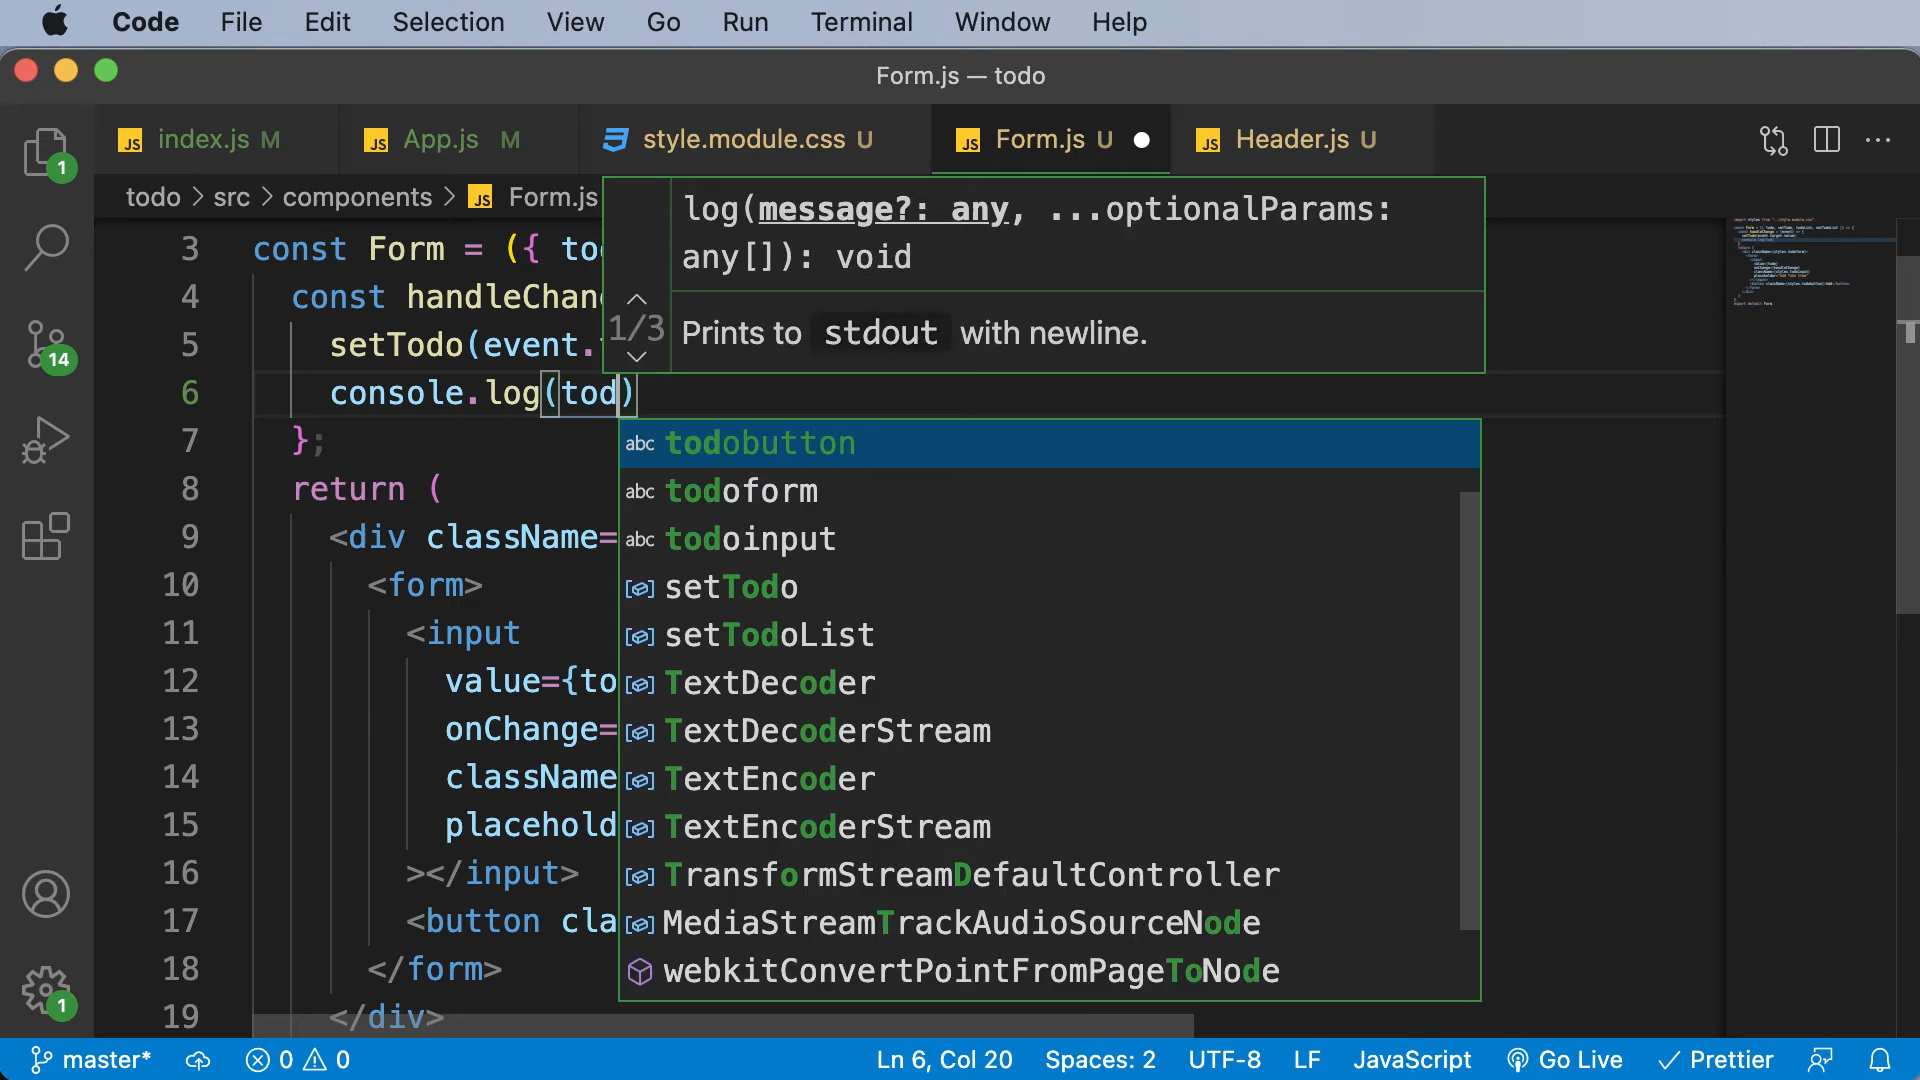 Code File Edit Selection View Go Run Terminal Window Help
Form.js — todo
JS index.js M JS App.js M style.module.css U JS Form.js U JS Header.js U
todo > src > components > JS Form.js
log(message?: any, ...optionalParams:
any[]): void
1/3
Prints to stdout with newline.
3 const Form = ({ to
4 const handleChan
5 setTodo(event.
6 console.log(tod)
7 };
8 return (
9 <div className=
10 <form>
11 <input
12 value={to
13 onChange=
14 className
15 placehold
16 ></input>
17 <button cla
18 </form>
19 </div>
abc todobutton
abc todoform
abc todoinput
setTodo
setTodoList
TextDecoder
TextDecoderStream
TextEncoder
TextEncoderStream
TransformStreamDefaultController
MediaStreamTrackAudioSourceNode
webkitConvertPointFromPageToNode
1
14
1
master* 0 0 Ln 6, Col 20 Spaces: 2 UTF-8 LF JavaScript Go Live Prettier